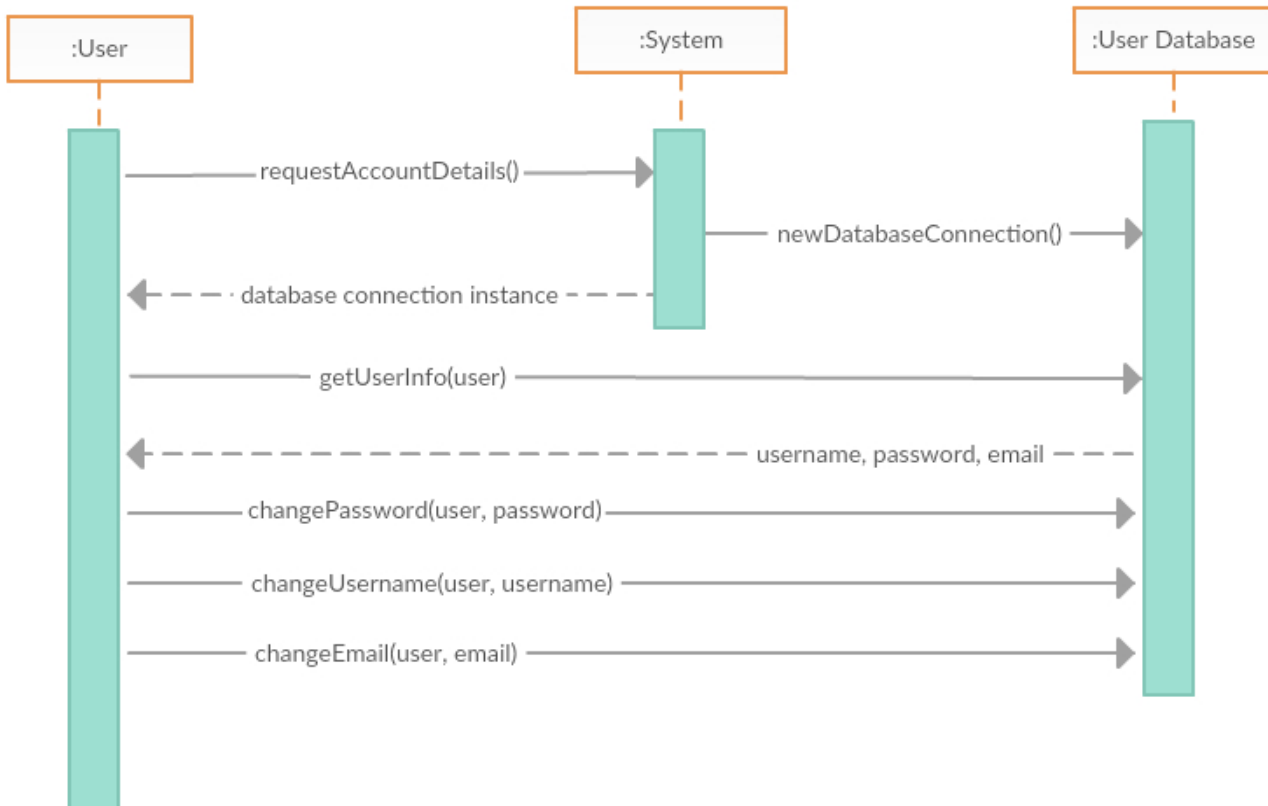 :User
:System
:User Database
requestAccountDetails()
newDatabaseConnection()
database connection instance
getUserInfo(user)
username, password, email
changePassword(user, password)
changeUsername(user, username)
changeEmail(user, email)